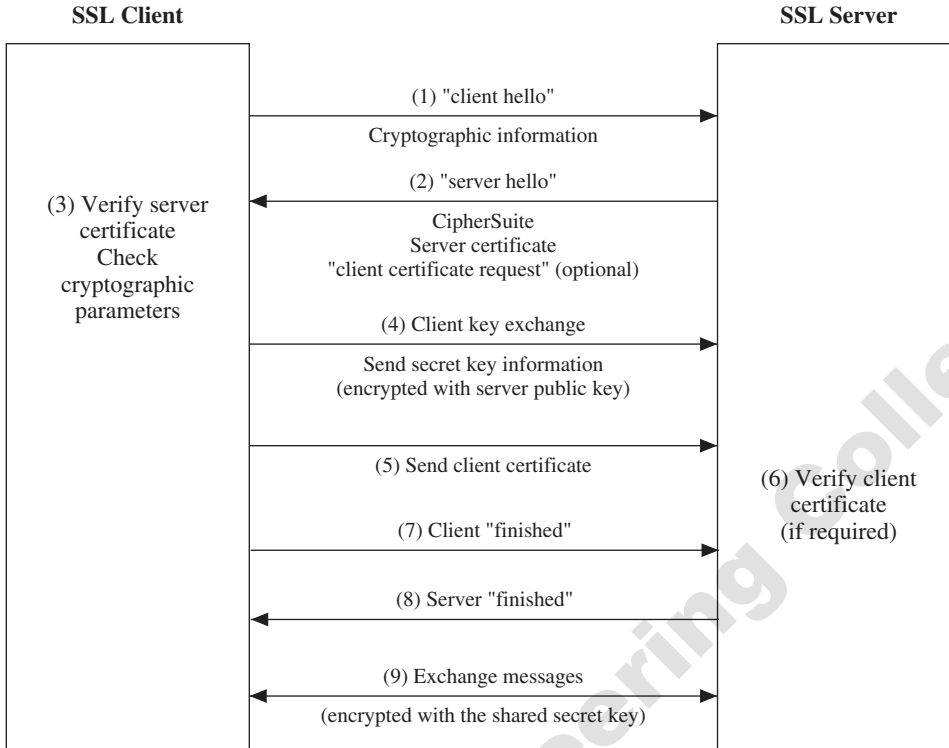 SSL Client
SSL Server
(1) "client hello"
Cryptographic information
(2) "server hello"
CipherSuite
Server certificate
"client certificate request" (optional)
(3) Verify server
certificate
Check
cryptographic
parameters
(4) Client key exchange
Send secret key information
(encrypted with server public key)
(5) Send client certificate
(6) Verify client
certificate
(if required)
(7) Client "finished"
(8) Server "finished"
(9) Exchange messages
(encrypted with the shared secret key)